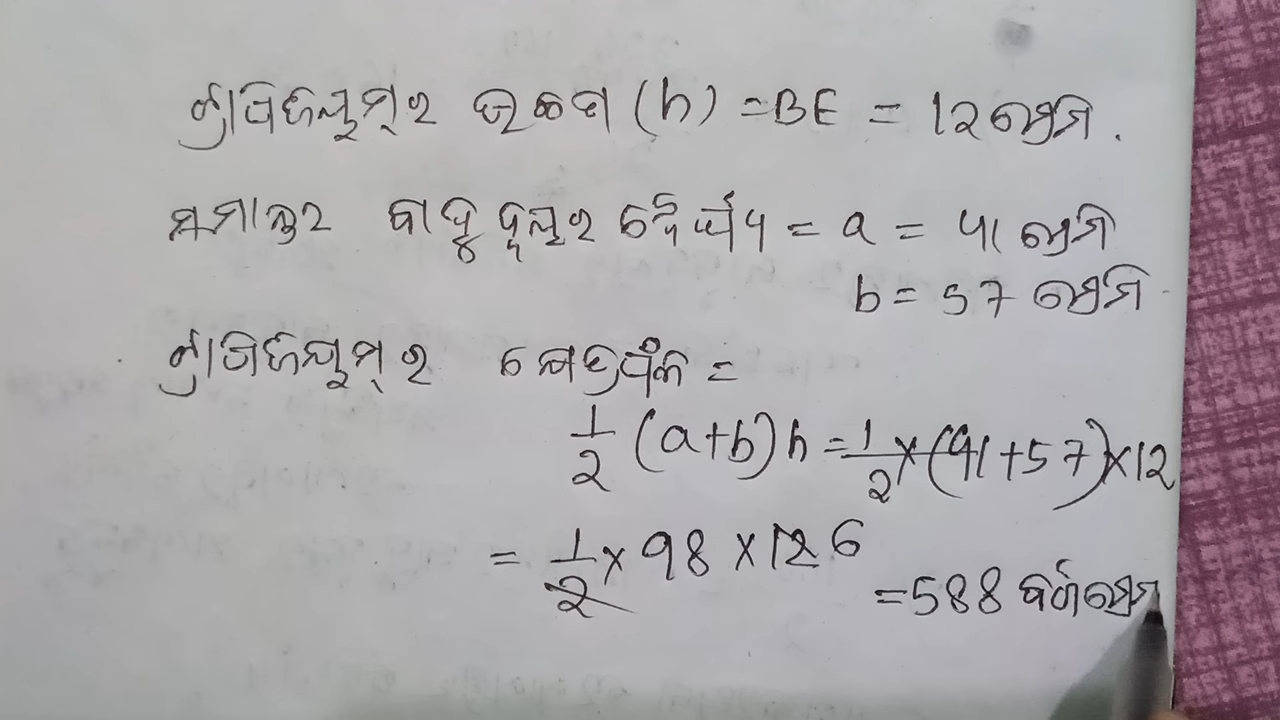 ଟ୍ରାପିଜିୟମ୍‌ର ଉଚ୍ଚତା (h) = BE = 12 ସେମି .
ସମାନ୍ତର ବାହୁ ଦ୍ୱୟର ଦୈର୍ଘ୍ୟ = a = 41 ସେମି
b = 57 ସେମି
ଟ୍ରାପିଜିୟମ୍ ର କ୍ଷେତ୍ରଫଳ =
1/2 (a+b) h = 1/2 × (41+57) × 12
= 1/2 × 98 × 12 6
= 588 ବର୍ଗସେମି